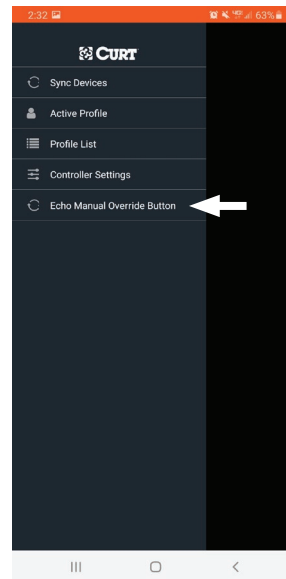 2:32
63%
CURT
Sync Devices
Active Profile
Profile List
Controller Settings
Echo Manual Override Button